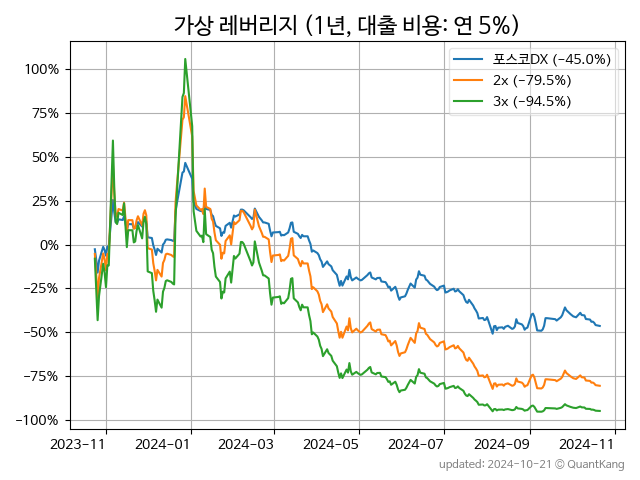 가상 레버리지 (1년, 대출 비용: 연 5%)
포스코DX (-45.0%)
2x (-79.5%)
3x (-94.5%)
100%
75%
50%
25%
0%
-25%
-50%
-75%
-100%
2023-11 2024-01 2024-03 2024-05 2024-07 2024-09 2024-11
updated: 2024-10-21 © QuantKang